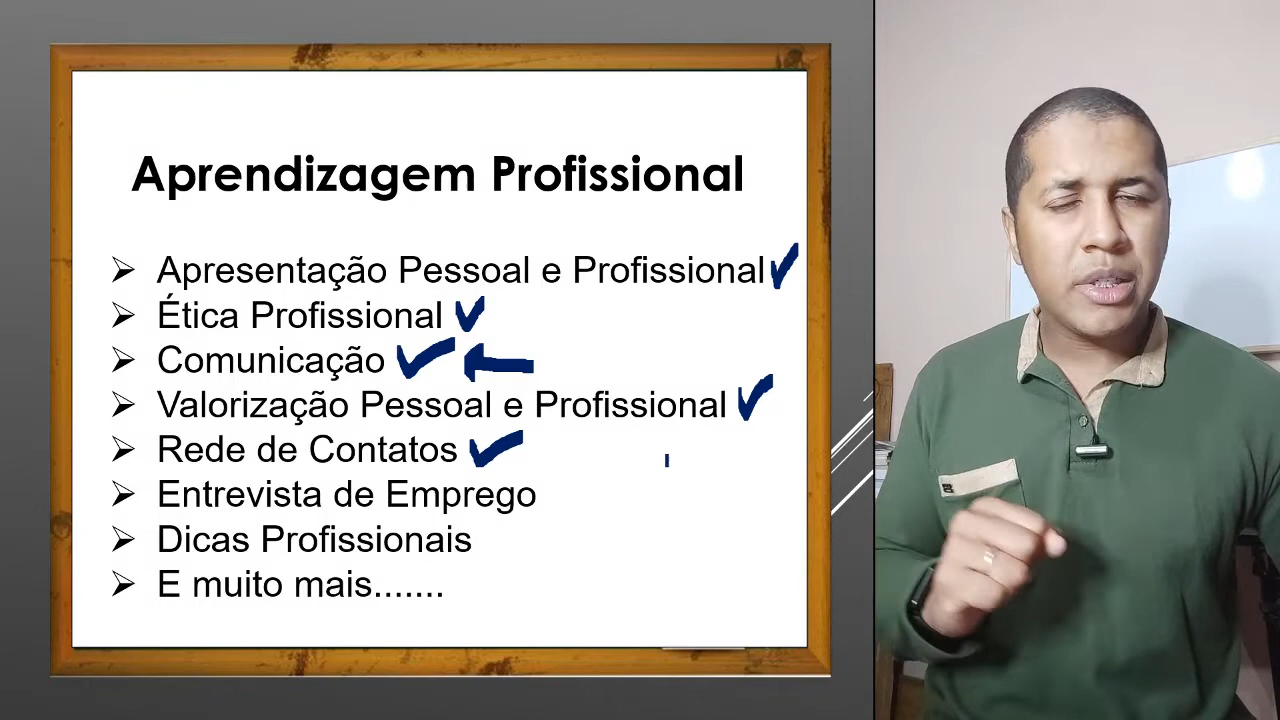 Aprendizagem Profissional
Apresentação Pessoal e Profissional
Ética Profissional
Comunicação
Valorização Pessoal e Profissional
Rede de Contatos
Entrevista de Emprego
Dicas Profissionais
E muito mais.......